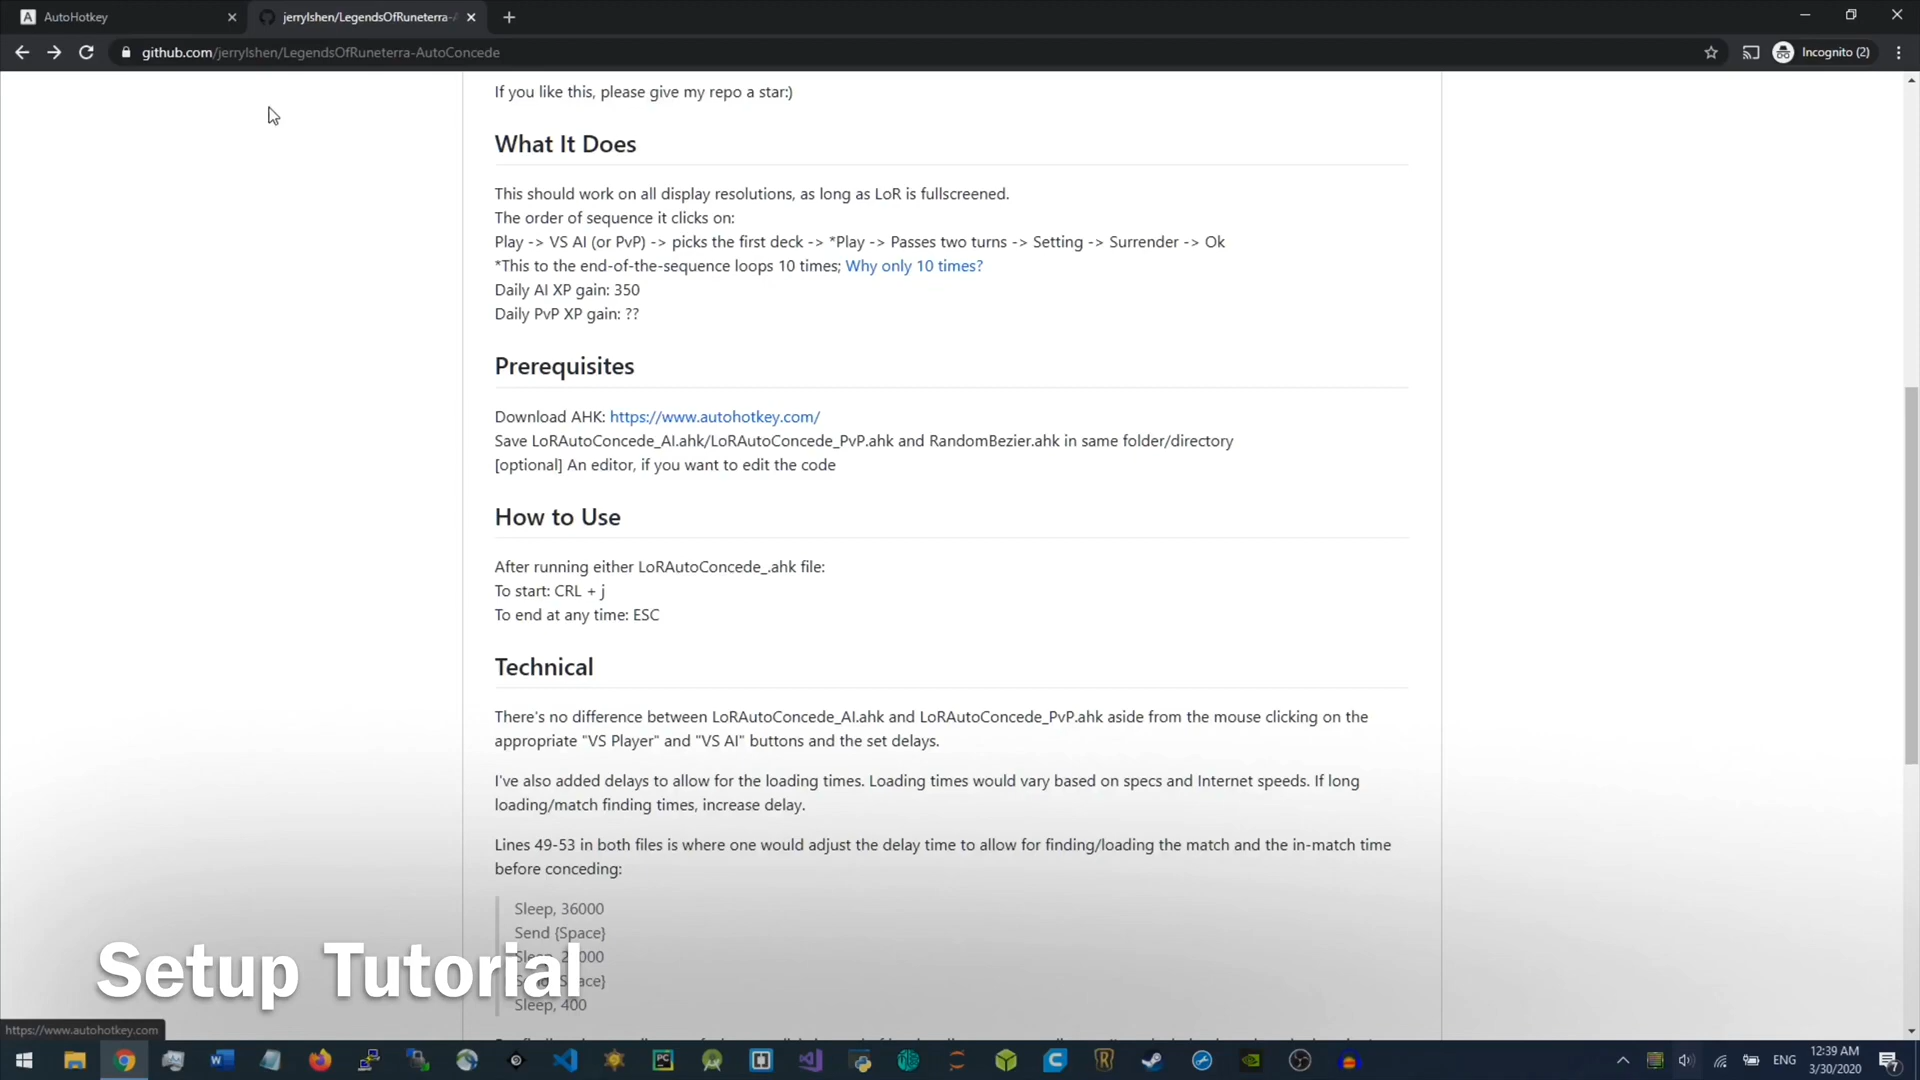 AutoHotkey
jerrylshen/LegendsOfRuneterra-A
github.com/jerrylshen/LegendsOfRuneterra-AutoConcede
Incognito (2)
If you like this, please give my repo a star:)
What It Does
This should work on all display resolutions, as long as LoR is fullscreened.
The order of sequence it clicks on:
Play -> VS AI (or PvP) -> picks the first deck -> *Play -> Passes two turns -> Setting -> Surrender -> Ok
*This to the end-of-the-sequence loops 10 times; Why only 10 times?
Daily AI XP gain: 350
Daily PvP XP gain: ??
Prerequisites
Download AHK: https://www.autohotkey.com/
Save LoRAutoConcede_AI.ahk/LoRAutoConcede_PvP.ahk and RandomBezier.ahk in same folder/directory
[optional] An editor, if you want to edit the code
How to Use
After running either LoRAutoConcede_.ahk file:
To start: CRL + j
To end at any time: ESC
Technical
There's no difference between LoRAutoConcede_AI.ahk and LoRAutoConcede_PvP.ahk aside from the mouse clicking on the
appropriate "VS Player" and "VS AI" buttons and the set delays.
I've also added delays to allow for the loading times. Loading times would vary based on specs and Internet speeds. If long
loading/match finding times, increase delay.
Lines 49-53 in both files is where one would adjust the delay time to allow for finding/loading the match and the in-match time
before conceding:
Sleep, 36000
Send {Space}
Sleep, 400
Setup Tutorial
https://www.autohotkey.com
ENG
12:39 AM
3/30/2020